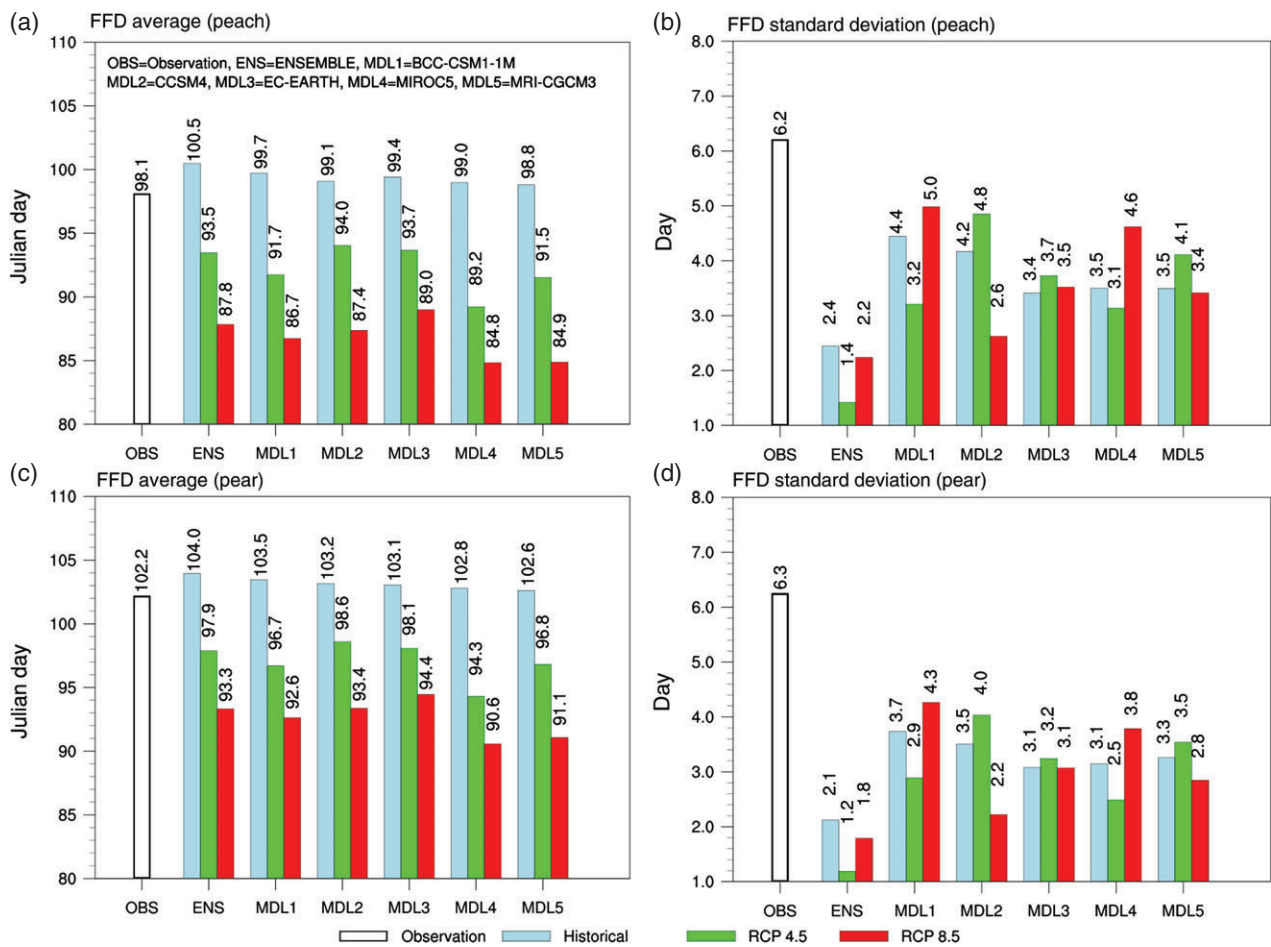 (a) FFD average (peach)
110
105
100
95
90
85
80
Julian day
OBS=Observation, ENS=ENSEMBLE, MDL1=BCC-CSM1-1M
MDL2=CCSM4, MDL3=EC-EARTH, MDL4=MIROC5, MDL5=MRI-CGCM3
98.1
100.5 93.5 87.8
99.7 91.7 86.7
99.1 94.0 87.4
99.4 93.7 89.0
99.0 89.2 84.8
98.8 91.5 84.9
OBS ENS MDL1 MDL2 MDL3 MDL4 MDL5
(b) FFD standard deviation (peach)
8.0
7.0
6.0
5.0
4.0
3.0
2.0
1.0
Day
6.2
2.4 1.4 2.2
4.4 3.2 5.0
4.2 4.8 2.6
3.4 3.7 3.5
3.5 3.1 4.6
3.5 4.1 3.4
OBS ENS MDL1 MDL2 MDL3 MDL4 MDL5
(c) FFD average (pear)
110
105
100
95
90
85
80
Julian day
102.2
104.0 97.9 93.3
103.5 96.7 92.6
103.2 98.6 93.4
103.1 98.1 94.4
102.8 94.3 90.6
102.6 96.8 91.1
OBS ENS MDL1 MDL2 MDL3 MDL4 MDL5
(d) FFD standard deviation (pear)
8.0
7.0
6.0
5.0
4.0
3.0
2.0
1.0
Day
6.3
2.1 1.2 1.8
3.7 2.9 4.3
3.5 4.0 2.2
3.1 3.2 3.1
3.1 2.5 3.8
3.3 3.5 2.8
OBS ENS MDL1 MDL2 MDL3 MDL4 MDL5
Observation Historical RCP 4.5 RCP 8.5